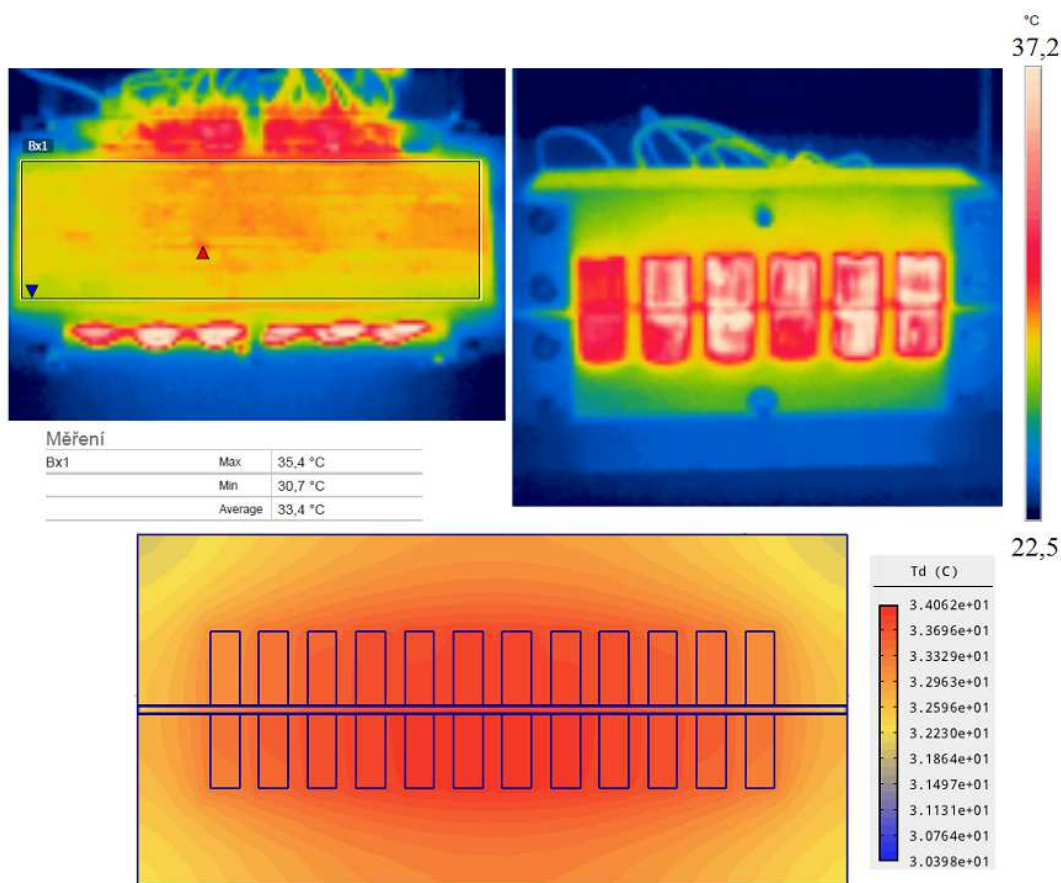 °C
37,2
Bx1
Měření
Bx1 Max 35,4 °C
Min 30,7 °C
Average 33,4 °C
22,5
Td (C)
3.4062e+01
3.3696e+01
3.3329e+01
3.2963e+01
3.2596e+01
3.2230e+01
3.1864e+01
3.1497e+01
3.1131e+01
3.0764e+01
3.0398e+01